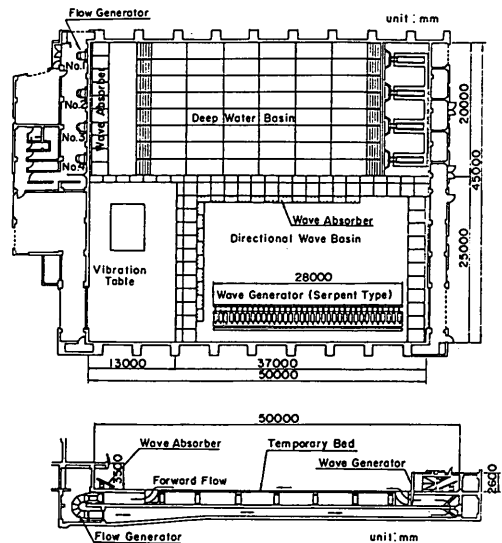 Flow Generator
unit : mm
No.1
No.2
No.3
No.4
Wave Absorber
Deep Water Basin
20000
45000
25000
Wave Absorber
Directional Wave Basin
Vibration
Table
28000
Wave Generator (Serpent Type)
13000
37000
50000
50000
Wave Absorber
Temporary Bed
Wave Generator
3500
Forward Flow
2600
Flow Generator
unit : mm